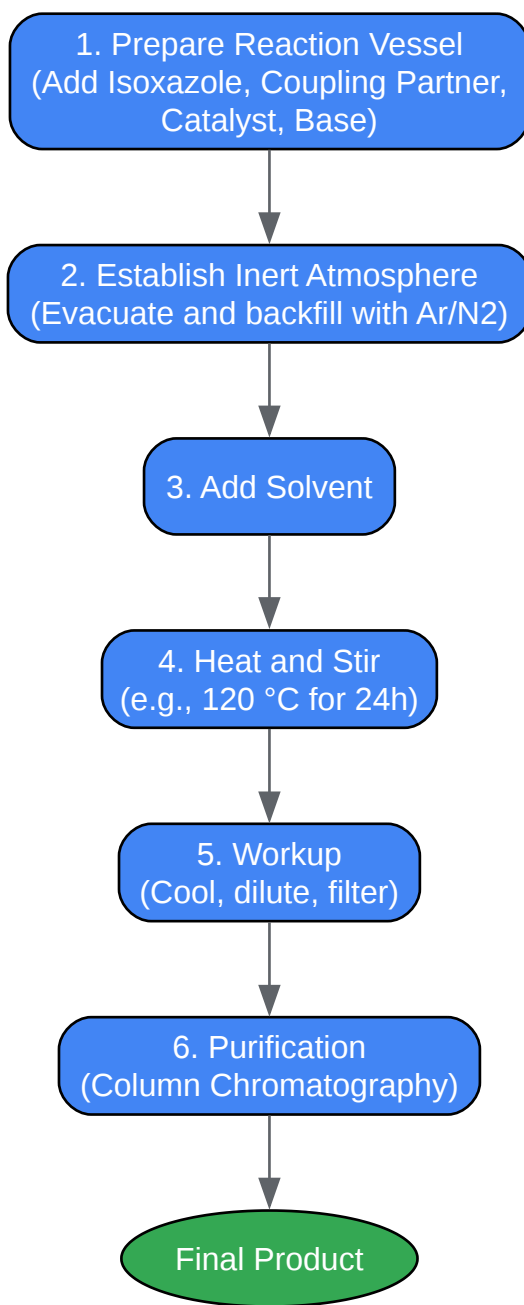 1. Prepare Reaction Vessel
(Add Isoxazole, Coupling Partner,
Catalyst, Base)
2. Establish Inert Atmosphere
(Evacuate and backfill with Ar/N2)
3. Add Solvent
4. Heat and Stir
(e.g., 120 °C for 24h)
5. Workup
(Cool, dilute, filter)
6. Purification
(Column Chromatography)
Final Product